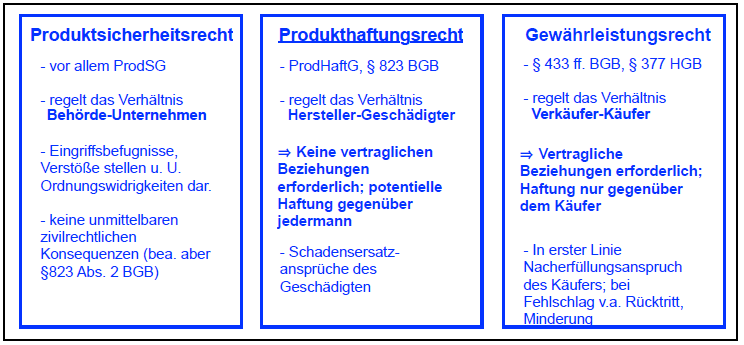 Produktsicherheitsrecht
- vor allem ProdSG
- regelt das Verhältnis
Behörde-Unternehmen
- Eingriffsbefugnisse,
Verstöße stellen u. U.
Ordnungswidrigkeiten dar.
- keine unmittelbaren
zivilrechtlichen
Konsequenzen (bea. aber
§823 Abs. 2 BGB)
Produkthaftungsrecht
- ProdHaftG, § 823 BGB
- regelt das Verhältnis
Hersteller-Geschädigter
⇒ Keine vertraglichen
Beziehungen
erforderlich; potentielle
Haftung gegenüber
jedermann
- Schadensersatz-
ansprüche des
Geschädigten
Gewährleistungsrecht
- § 433 ff. BGB, § 377 HGB
- regelt das Verhältnis
Verkäufer-Käufer
⇒ Vertragliche
Beziehungen erforderlich;
Haftung nur gegenüber
dem Käufer
- In erster Linie
Nacherfüllungsanspruch
des Käufers; bei
Fehlschlag v.a. Rücktritt,
Minderung